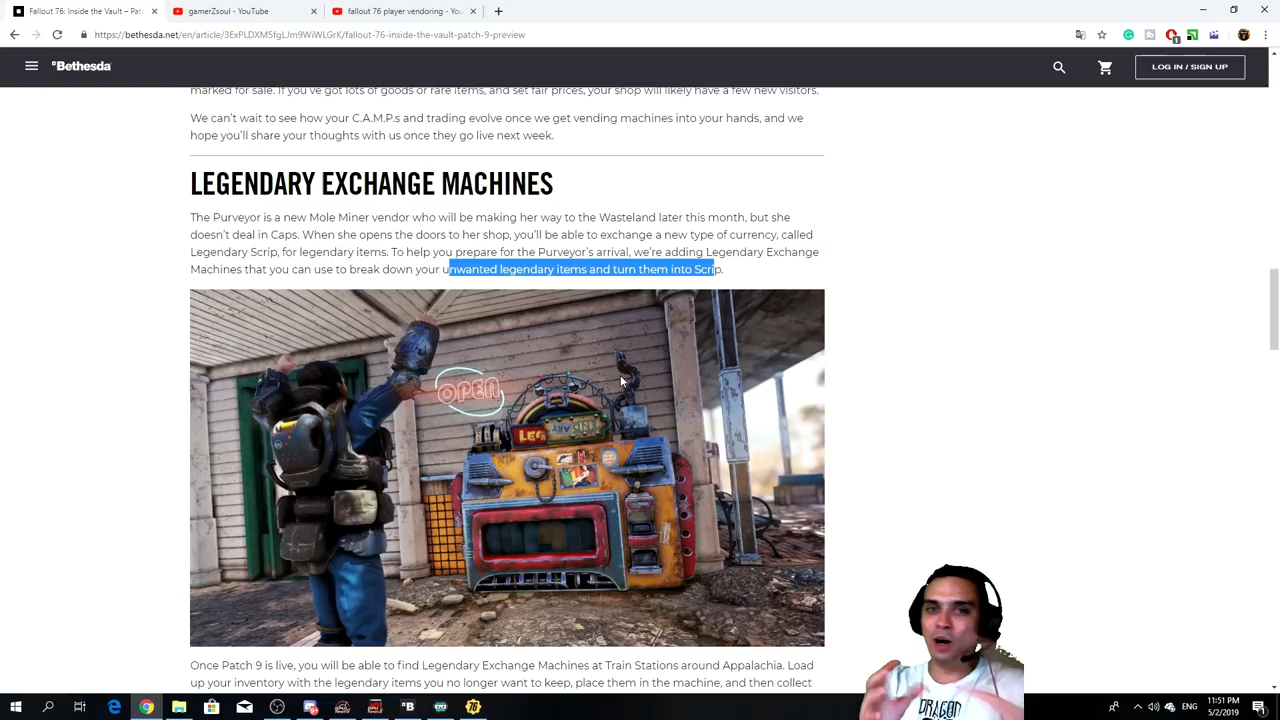 Fallout 76: Inside the Vault – Pat
gamerZsoul - YouTube
fallout 76 player vendoring - You
https://bethesda.net/en/article/3ExPLDXM5fgLJm9WiWLGrK/fallout-76-inside-the-vault-patch-9-preview
Bethesda
LOG IN / SIGN UP
marked for sale. If you've got lots of goods or rare items, and set fair prices, your shop will likely have a few new visitors.
We can't wait to see how your C.A.M.P.s and trading evolve once we get vending machines into your hands, and we
hope you'll share your thoughts with us once they go live next week.
LEGENDARY EXCHANGE MACHINES
The Purveyor is a new Mole Miner vendor who will be making her way to the Wasteland later this month, but she
doesn't deal in Caps. When she opens the doors to her shop, you'll be able to exchange a new type of currency, called
Legendary Scrip, for legendary items. To help you prepare for the Purveyor's arrival, we're adding Legendary Exchange
Machines that you can use to break down your unwanted legendary items and turn them into Scrip.
OPEN
LEG
ENDARY
Once Patch 9 is live, you will be able to find Legendary Exchange Machines at Train Stations around Appalachia. Load
up your inventory with the legendary items you no longer want to keep, place them in the machine, and then collect
DRAGON
ENG
11:51 PM
5/2/2019